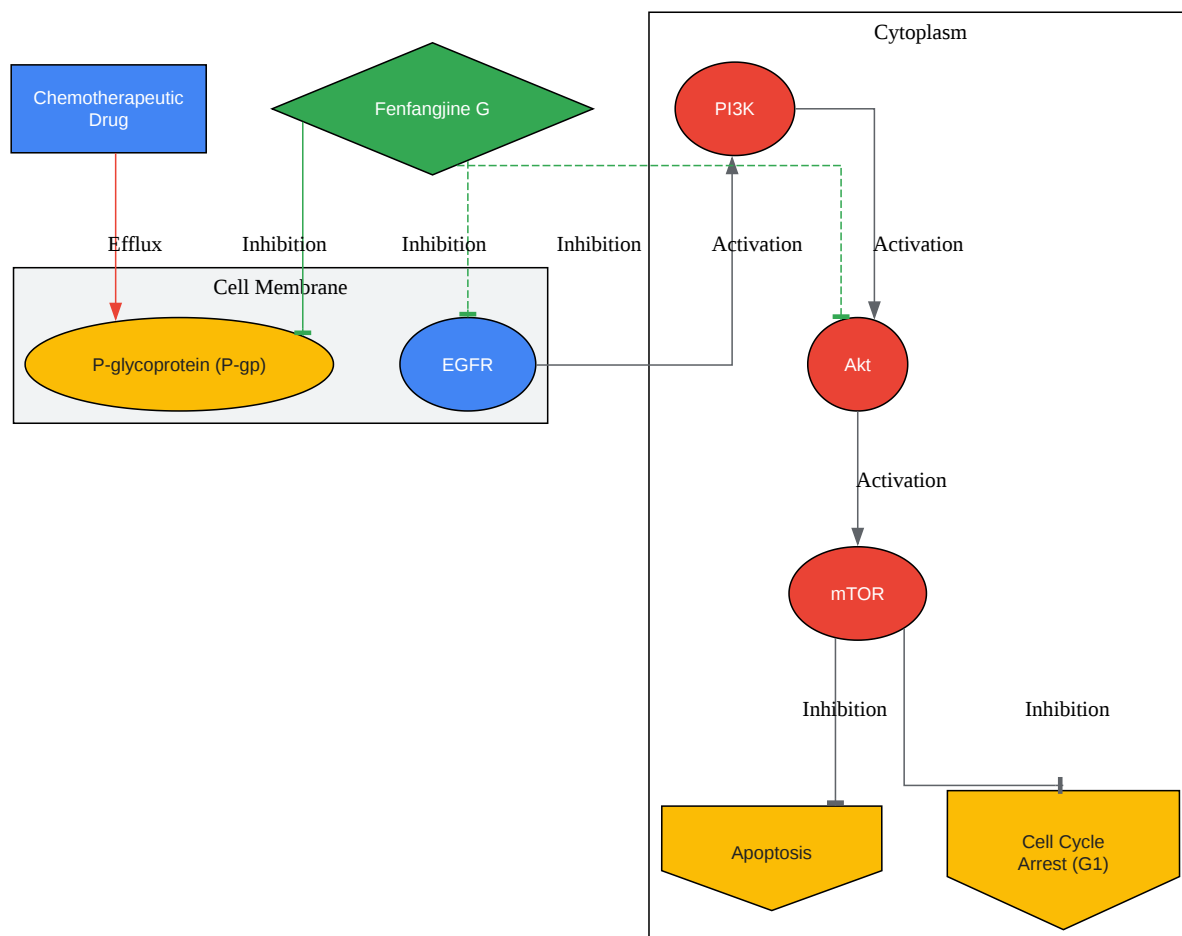 Cytoplasm
Chemotherapeutic
Drug
Fenfangjine G
PI3K
Efflux
Inhibition
Inhibition
Inhibition
Activation
Activation
Cell Membrane
P-glycoprotein (P-gp)
EGFR
Akt
Activation
mTOR
Inhibition
Inhibition
Apoptosis
Cell Cycle
Arrest (G1)